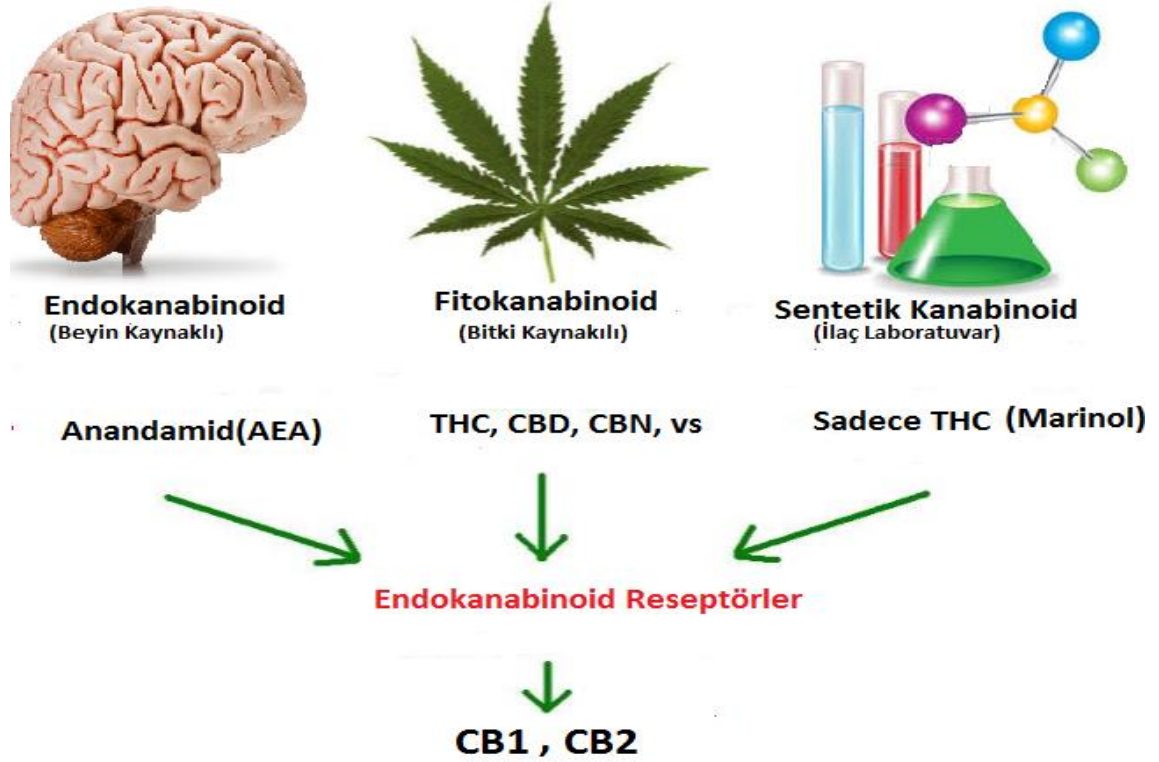 Endokanabinoid
(Beyin Kaynaklı)
Fitokanabinoid
(Bitki Kaynakılı)
Sentetik Kanabinoid
(İlaç Laboratuvar)
Anandamid(AEA)
THC, CBD, CBN, vs
Sadece THC (Marinol)
Endokanabinoid Reseptörler
CB1 , CB2